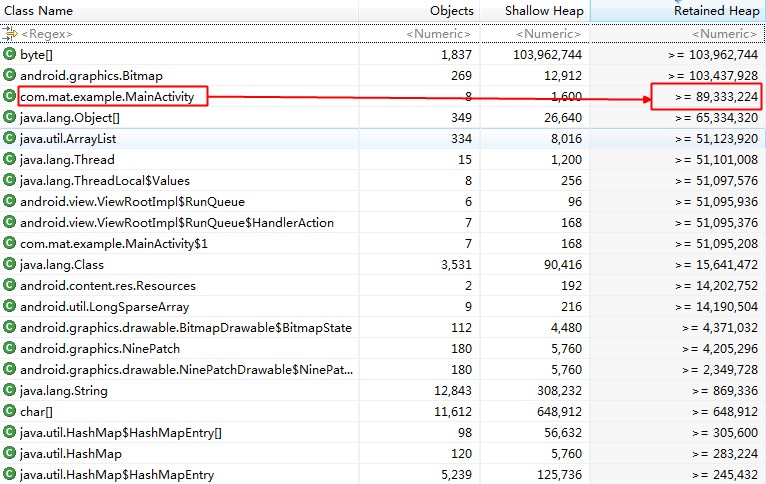 Class Name Objects Shallow Heap Retained Heap
<Regex> <Numeric> <Numeric> <Numeric>
byte[] 1,837 103,962,744 >= 103,962,744
android.graphics.Bitmap 269 12,912 >= 103,437,928
com.mat.example.MainActivity 8 1,600 >= 89,333,224
java.lang.Object[] 349 26,640 >= 65,334,320
java.util.ArrayList 334 8,016 >= 51,123,920
java.lang.Thread 15 1,200 >= 51,101,008
java.lang.ThreadLocal$Values 8 256 >= 51,097,576
android.view.ViewRootImpl$RunQueue 6 96 >= 51,095,936
android.view.ViewRootImpl$RunQueue$HandlerAction 7 168 >= 51,095,376
com.mat.example.MainActivity$1 7 168 >= 51,095,208
java.lang.Class 3,531 90,416 >= 15,641,472
android.content.res.Resources 2 192 >= 14,202,752
android.util.LongSparseArray 9 216 >= 14,190,504
android.graphics.drawable.BitmapDrawable$BitmapState 112 4,480 >= 4,371,032
android.graphics.NinePatch 180 5,760 >= 4,205,296
android.graphics.drawable.NinePatchDrawable$NinePat... 180 5,760 >= 2,349,728
java.lang.String 12,843 308,232 >= 869,336
char[] 11,612 648,912 >= 648,912
java.util.HashMap$HashMapEntry[] 98 56,632 >= 305,600
java.util.HashMap 120 5,760 >= 283,224
java.util.HashMap$HashMapEntry 5,239 125,736 >= 245,432